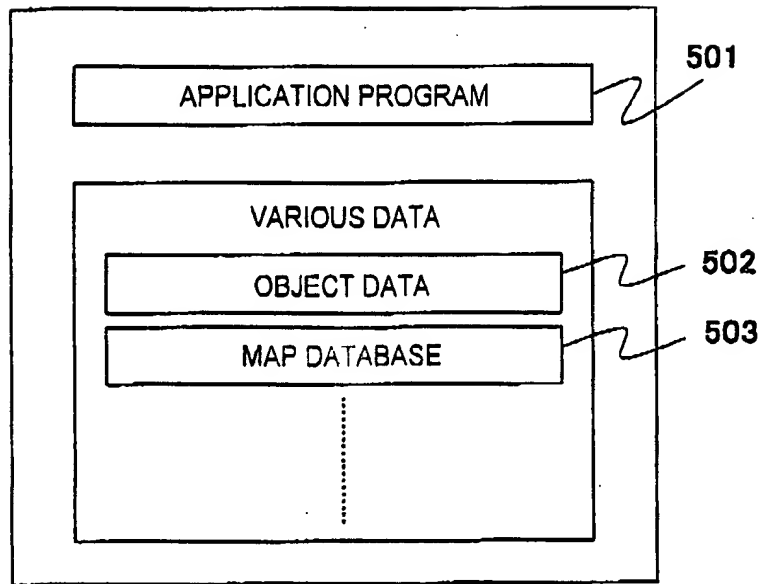 APPLICATION PROGRAM
501
VARIOUS DATA
OBJECT DATA
502
MAP DATABASE
503